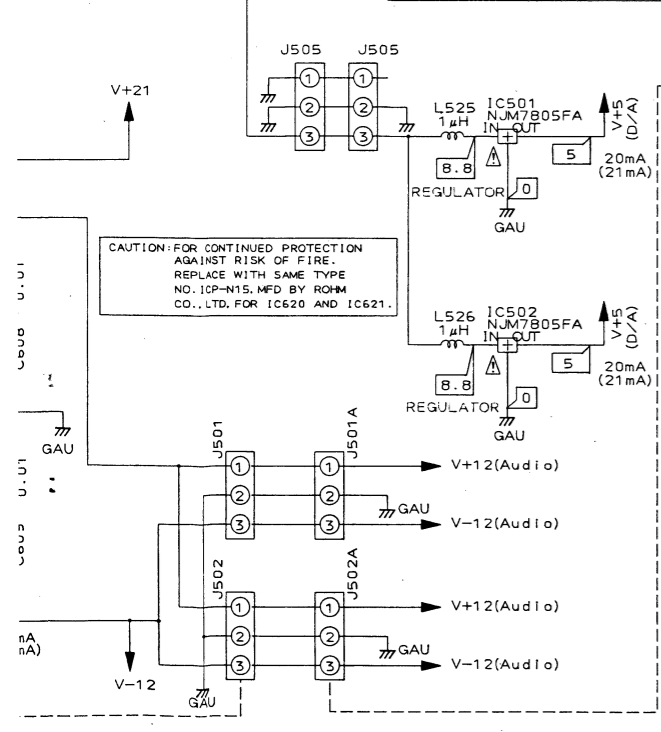 J505 J505
V+21
1 1
2 2
3 3
L525
1μH
IC501
NJM7805FA
IN OUT
V+5
(D/A)
8.8
5
20mA
(21mA)
REGULATOR
0
GAU
CAUTION:FOR CONTINUED PROTECTION
AGAINST RISK OF FIRE.
REPLACE WITH SAME TYPE
NO.ICP-N15.MFD BY ROHM
CO.,LTD.FOR IC620 AND IC621.
L526
1μH
IC502
NJM7805FA
IN OUT
V+5
(D/A)
8.8
5
20mA
(21mA)
REGULATOR
0
GAU
0.01
GAU
0.01
J501
J501A
1 1 V+12(Audio)
2 2 GAU
3 3 V-12(Audio)
J502
J502A
1 1 V+12(Audio)
2 2 GAU
3 3 V-12(Audio)
V-12
GAU